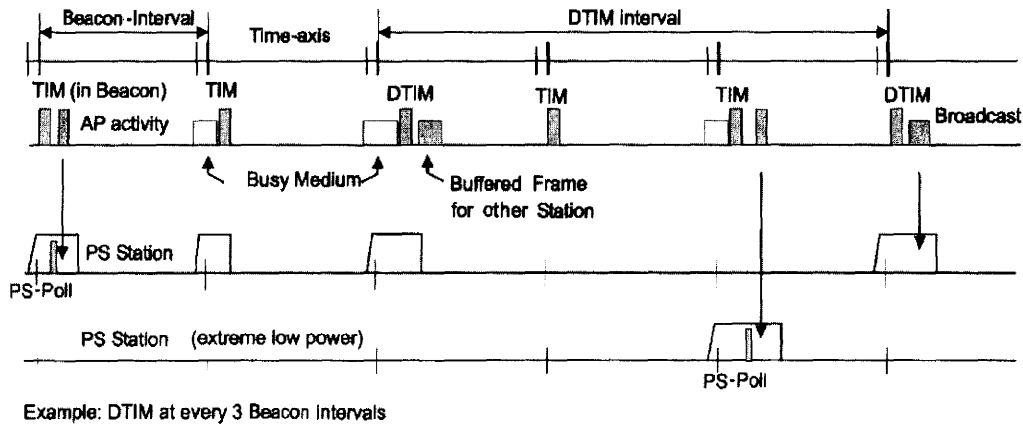 Beacon-Interval
DTIM interval
Time-axis
TIM (in Beacon)
TIM
DTIM
TIM
TIM
DTIM
AP activity
Broadcast
Busy Medium
Buffered Frame
for other Station
PS Station
PS-Poll
PS Station (extreme low power)
PS-Poll
Example: DTIM at every 3 Beacon Intervals